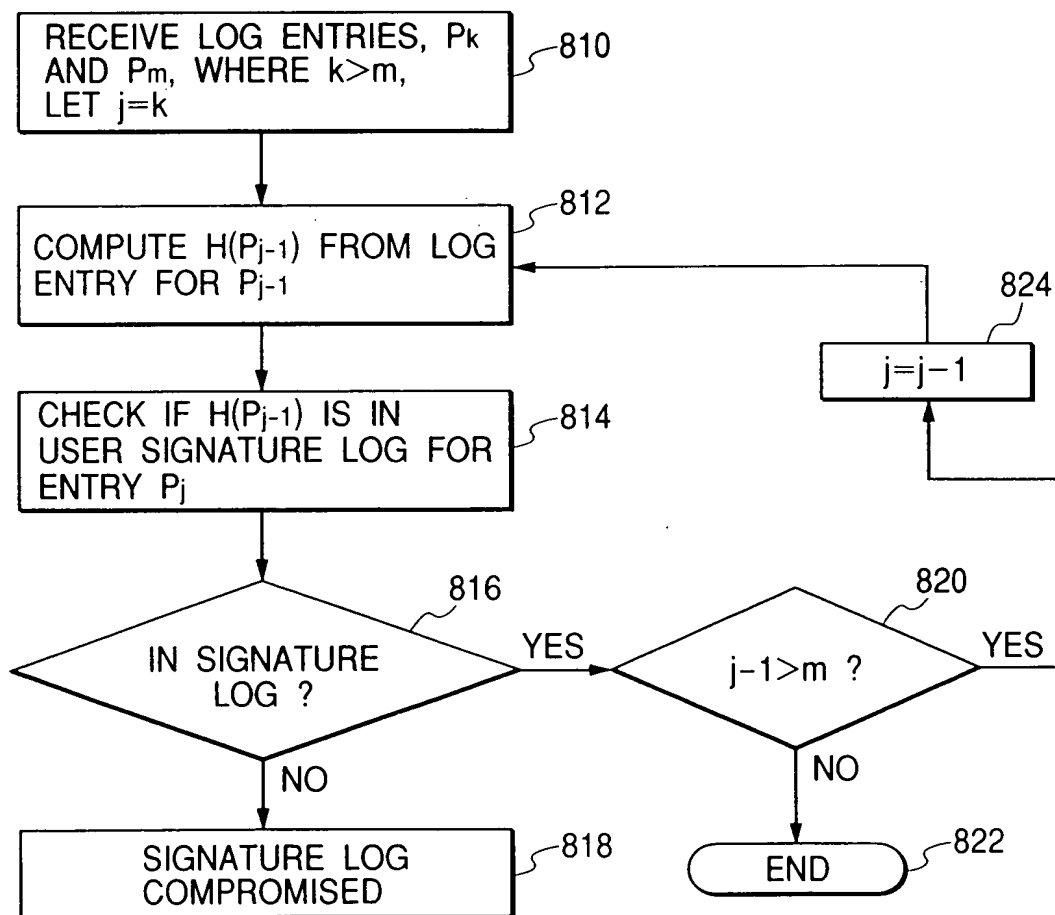 RECEIVE LOG ENTRIES, Pk
AND Pm, WHERE k>m,
LET j=k
810
812
COMPUTE H(Pj-1) FROM LOG
ENTRY FOR Pj-1
824
j=j-1
CHECK IF H(Pj-1) IS IN
USER SIGNATURE LOG FOR
ENTRY Pj
814
816
IN SIGNATURE
LOG ?
YES
820
j-1>m ?
YES
NO
NO
SIGNATURE LOG
COMPROMISED
818
END
822